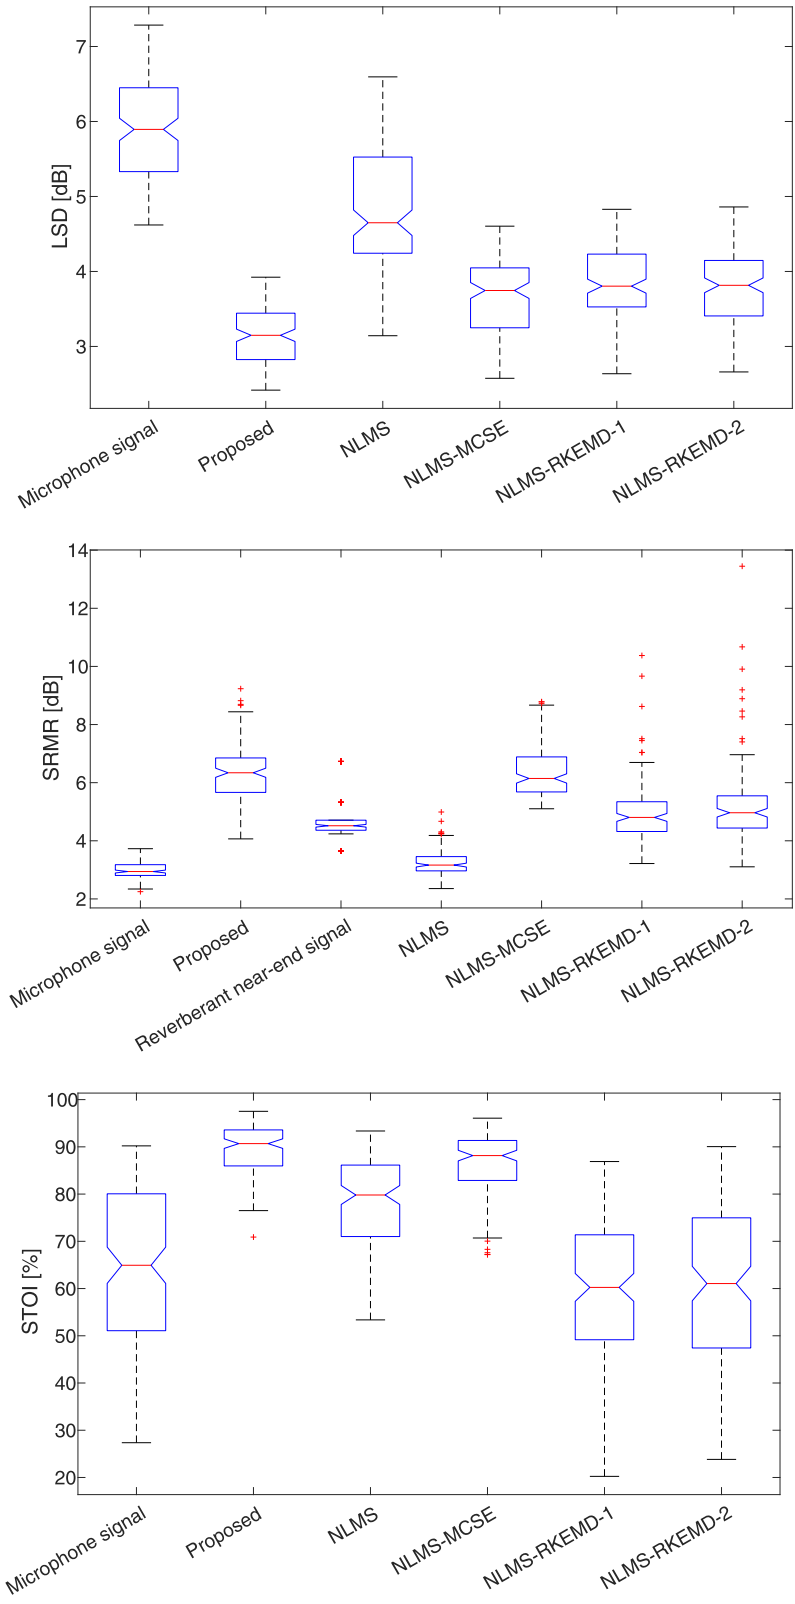 LSD [dB]
7
6
5
4
3
Microphone signal
Proposed
NLMS
NLMS-MCSE
NLMS-RKEMD-1
NLMS-RKEMD-2
SRMR [dB]
14
12
10
8
6
4
2
Microphone signal
Proposed
Reverberant near-end signal
NLMS
NLMS-MCSE
NLMS-RKEMD-1
NLMS-RKEMD-2
STOI [%]
100
90
80
70
60
50
40
30
20
Microphone signal
Proposed
NLMS
NLMS-MCSE
NLMS-RKEMD-1
NLMS-RKEMD-2